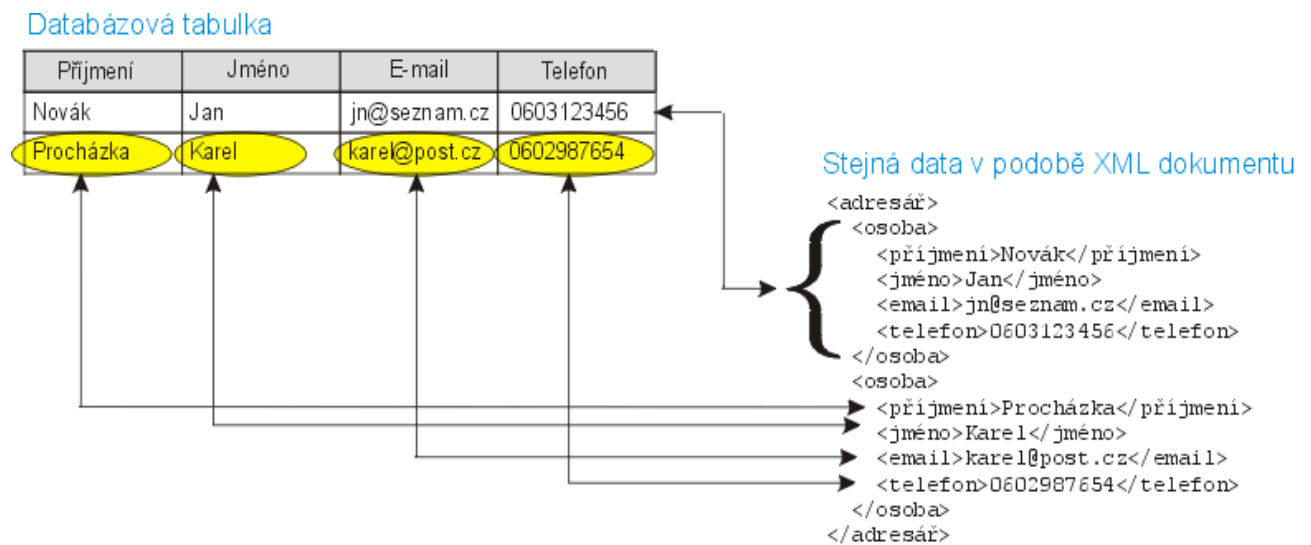 Databázová tabulka
Příjmení Jméno E-mail Telefon
Novák Jan jn@seznam.cz 0603123456
Procházka Karel karel@post.cz 0602987654
Stejná data v podobě XML dokumentu
<adresář>
<osoba>
<příjmení>Novák</příjmení>
<jméno>Jan</jméno>
<email>jn@seznam.cz</email>
<telefon>0603123456</telefon>
</osoba>
<osoba>
<příjmení>Procházka</příjmení>
<jméno>Karel</jméno>
<email>karel@post.cz</email>
<telefon>0602987654</telefon>
</osoba>
</adresář>